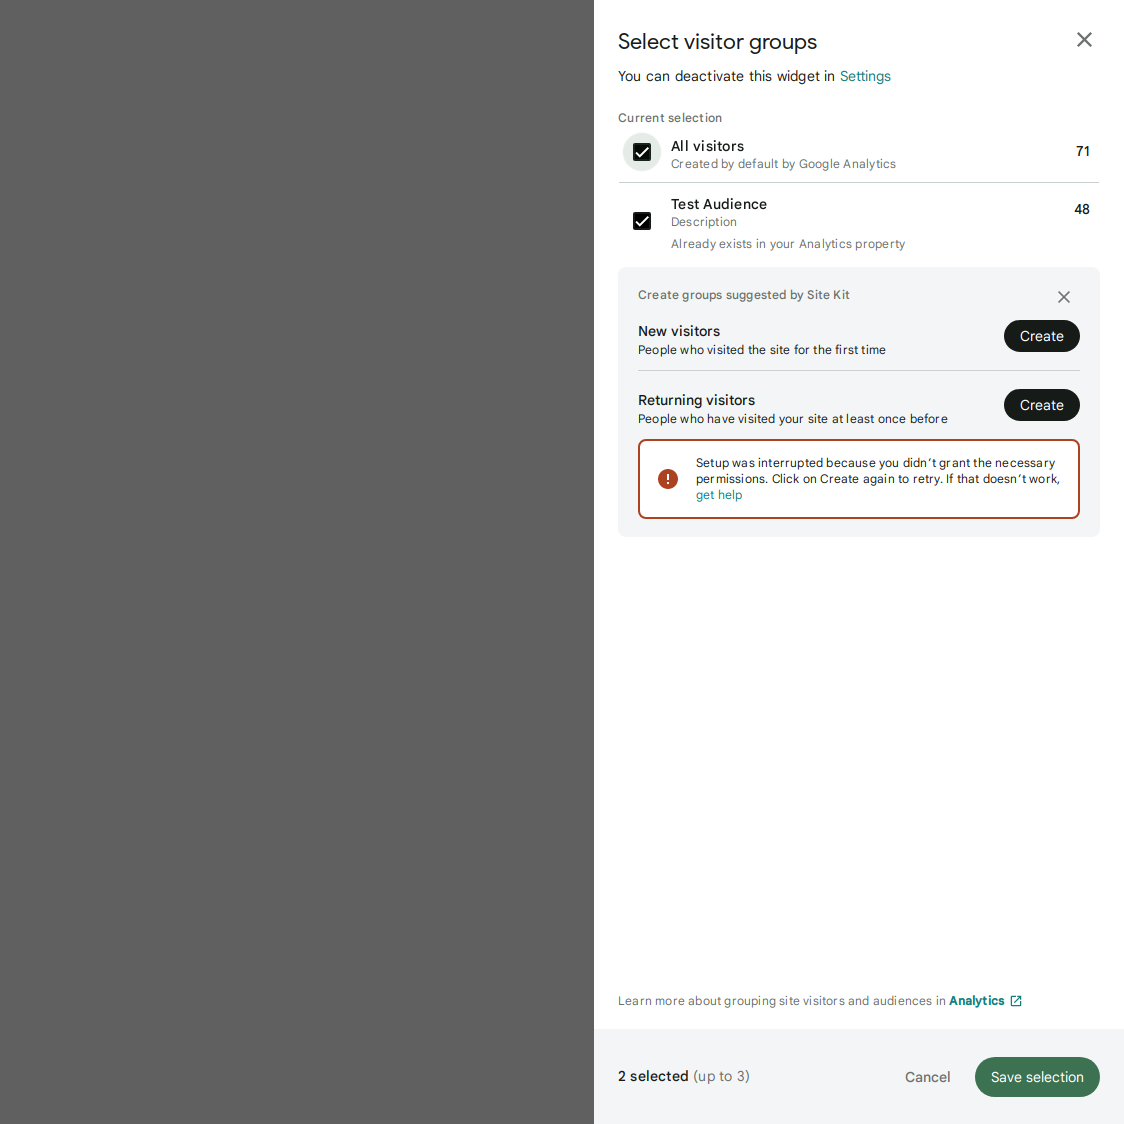 Select visitor groups
You can deactivate this widget in Settings
Current selection
All visitors
71
Created by default by Google Analytics
Test Audience
48
Description
Already exists in your Analytics property
Create groups suggested by Site Kit
New visitors
Create
People who visited the site for the first time
Returning visitors
Create
People who have visited your site at least once before
Setup was interrupted because you didn’t grant the necessary
permissions. Click on Create again to retry. If that doesn’t work,
get help
Learn more about grouping site visitors and audiences in Analytics
2 selected (up to 3)
Cancel
Save selection